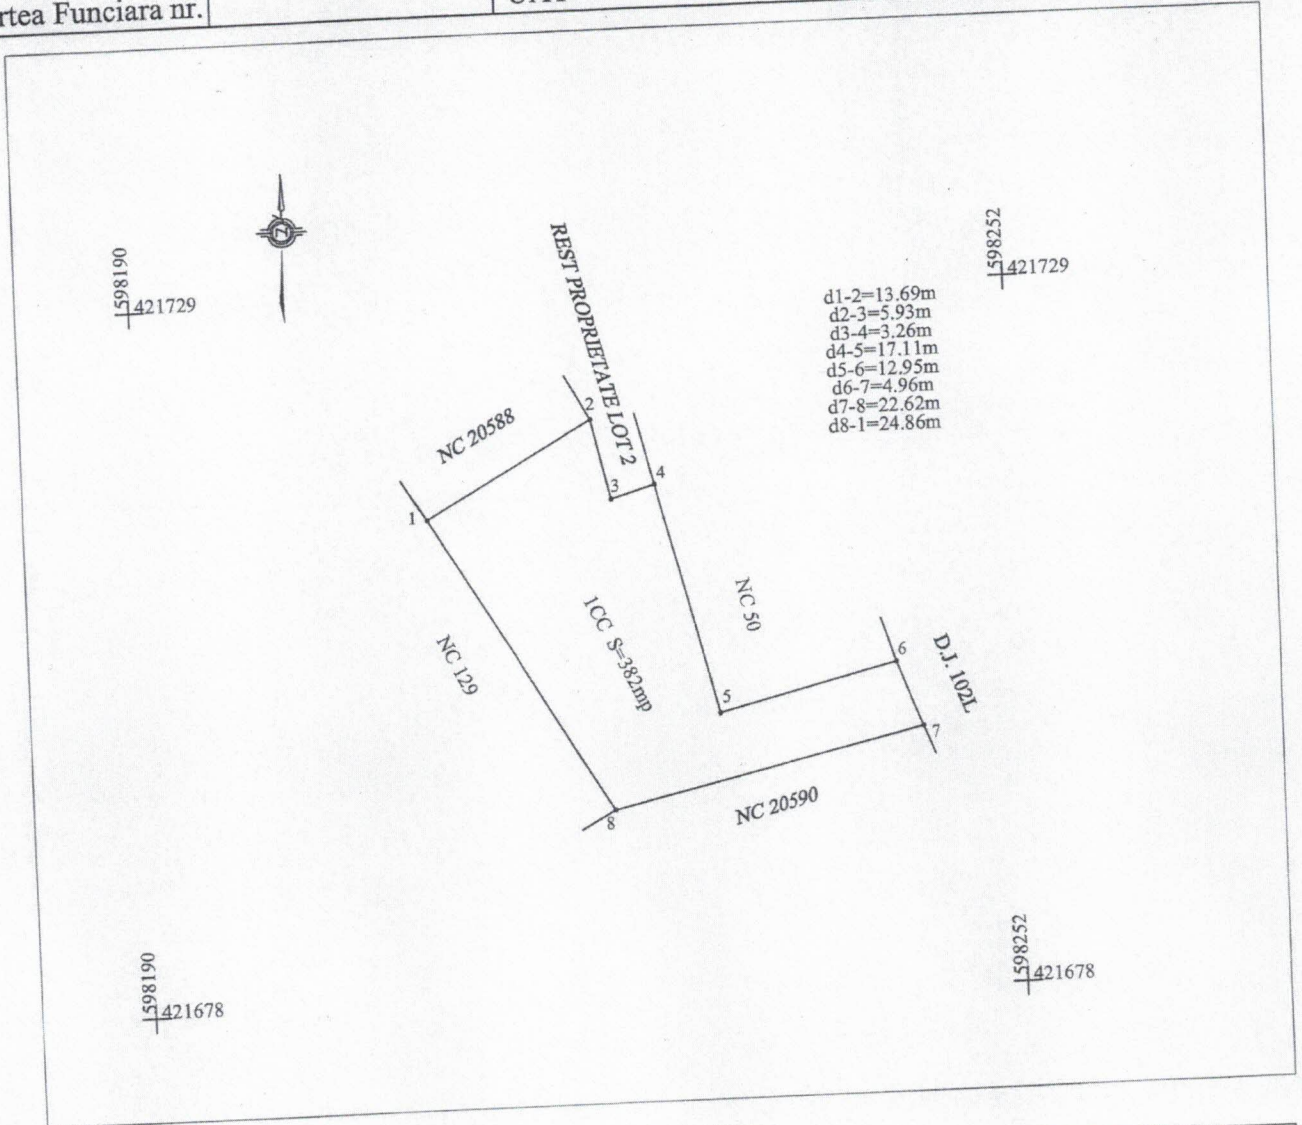 rtea Funciara nr.
N
598190
421729
598252
421729
REST PROPRIETATE LOT 2
d1-2=13.69m
d2-3=5.93m
d3-4=3.26m
d4-5=17.11m
d5-6=12.95m
d6-7=4.96m
d7-8=22.62m
d8-1=24.86m
NC 20588
2
4
3
1
NC 50
1CC S=382mp
NC 129
6
D.J. 102L
5
7
NC 20590
8
598190
421678
598252
421678